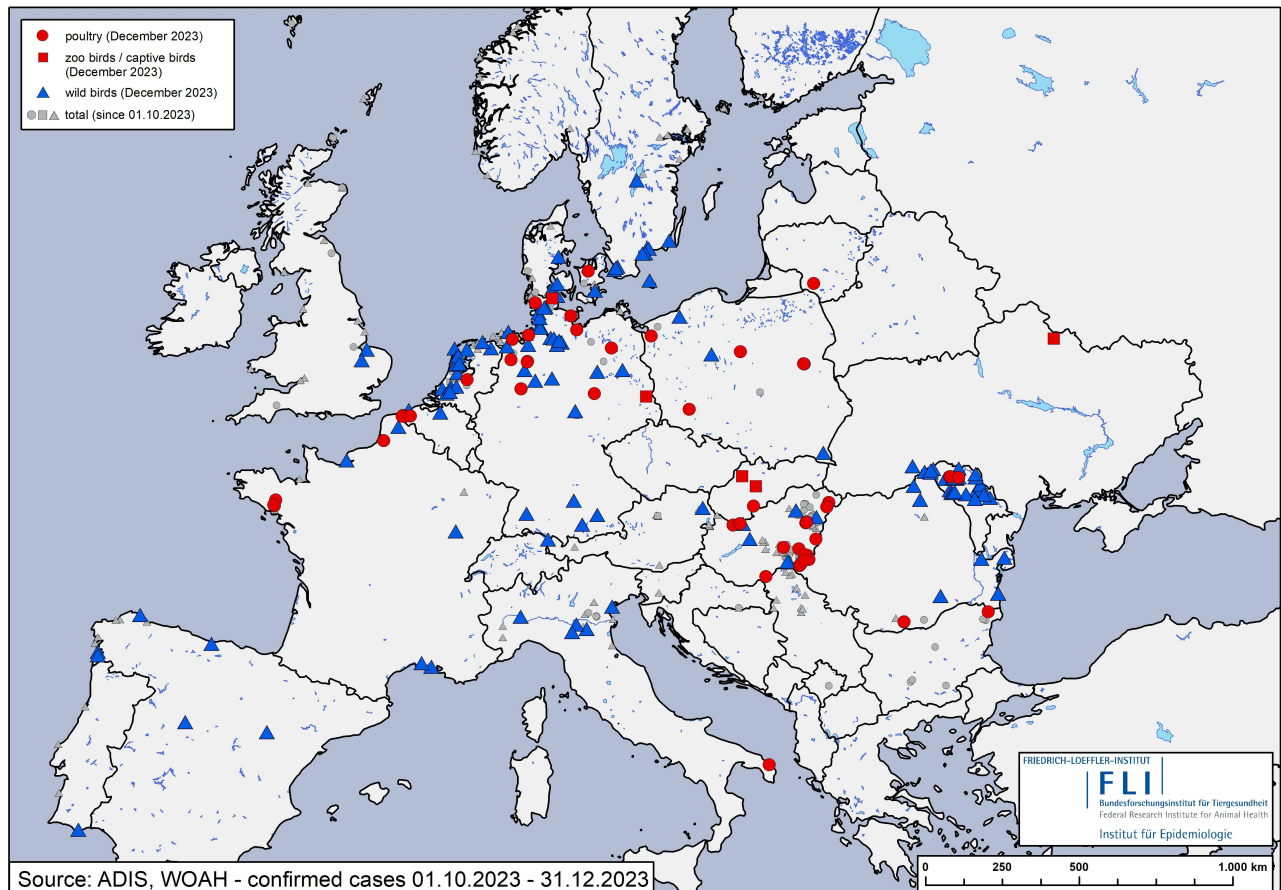 poultry (December 2023)
zoo birds / captive birds
(December 2023)
wild birds (December 2023)
total (since 01.10.2023)
FRIEDRICH-LOEFFLER-INSTITUT
FLI
Bundesforschungsinstitut für Tiergesundheit
Federal Research Institute for Animal Health
Institut für Epidemiologie
0 250 500 1.000 km
Source: ADIS, WOAH - confirmed cases 01.10.2023 - 31.12.2023